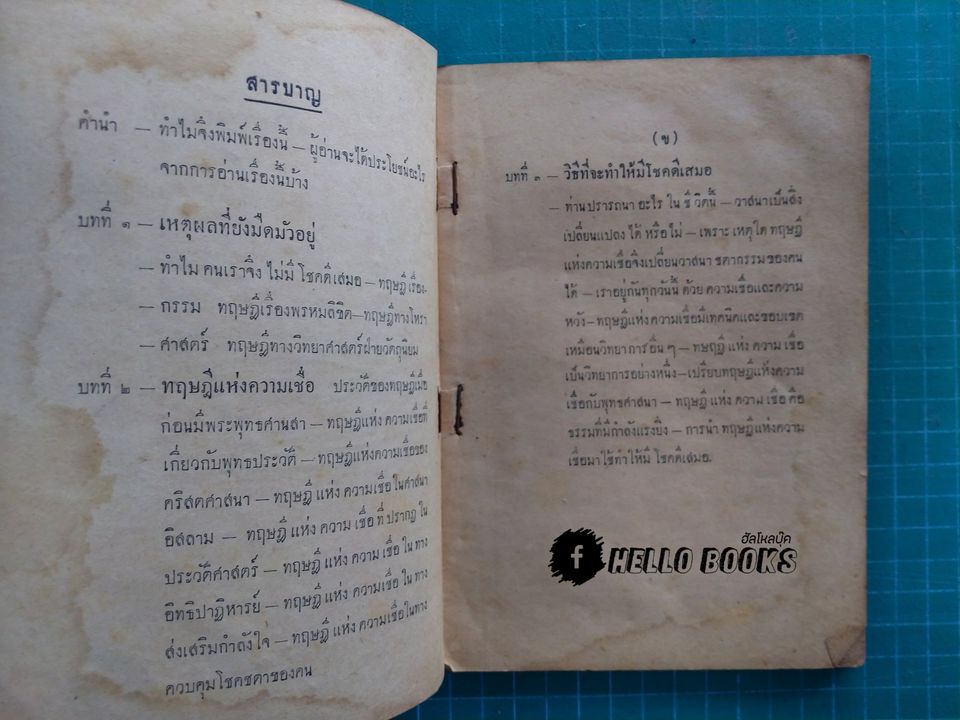 สารบาญ
คำนำ — ทำไมจึงพิมพ์เรื่องนี้ — ผู้อ่านจะได้ประโยชน์อะไร
จากการอ่านเรื่องนี้บ้าง
บทที่ ๑ — เหตุผลที่ยังมืดมัวอยู่
— ทำไม คนเราจึง ไม่มี โชคดีเสมอ — ทฤษฎีเรื่อง-
— กรรม ทฤษฎีเรื่องพรหมลิขิต—ทฤษฎีทางโหรา
— ศาสตร์ ทฤษฎีทางวิทยาศาสตร์ฝ่ายวัตถุนิยม
บทที่ ๒ — ทฤษฎีแห่งความเชื่อ ประวัติของทฤษฎีเมื่อ
ก่อนมีพระพุทธศานสา — ทฤษฎีแห่ง ความเชื่อที่
เกี่ยวกับพุทธประวัติ — ทฤษฎีแห่งความเชื่อของ
คริสตศาสนา — ทฤษฎี แห่ง ความเชื่อ ในศาสนา
อิสลาม — ทฤษฎี แห่ง ความ เชื่อ ที่ ปรากฏ ใน
ประวัติศาสตร์ — ทฤษฎี แห่ง ความ เชื่อ ใน ทาง
อิทธิปาฏิหารย์ — ทฤษฎี แห่ง ความ เชื่อ ใน ทาง
ส่งเสริมกำลังใจ — ทฤษฎี แห่ง ความเชื่อในทาง
ควบคุมโชคชตาของคน
(ข)
บทที่ ๓ — วิธีที่จะทำให้มีโชคดีเสมอ
— ท่านปรารถนา อะไร ใน ชีวิตนี้ — วาสนาเป็นสิ่ง
เปลี่ยนแปลง ได้ หรือ ไม่ — เพราะ เหตุใด ทฤษฎี
แห่งความเชื่อจึงเปลี่ยนวาสนา ชตากรรม ของคน
ได้ — เราอยู่กันทุกวันนี้ ด้วย ความเชื่อและความ
หวัง—ทฤษฎีแห่ง ความเชื่อมีเทคนิคและขอบเขต
เหมือนวิทยาการ อื่น ๆ — ทษฤฎี แห่ง ความ เชื่อ
เป็นวิทยาการอย่างหนึ่ง—เปรียบทฤษฎีแห่งความ
เชื่อกับพุทธศาสนา — ทฤษฎี แห่ง ความ เชื่อ คือ
ธรรมที่มีกำลังแรงยิ่ง — การนำ ทฤษฎีแห่งความ
เชื่อมาใช้ทำให้มี โชคดีเสมอ.
ฮัลโหลบุ๊ค
f HELLO BOOKS